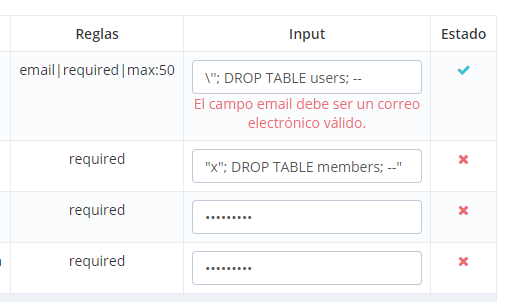 Reglas Input Estado
email|required|max:50
\"; DROP TABLE users; --
El campo email debe ser un correo
electrónico válido.
required
"x"; DROP TABLE members; --"
required
•••••••••
required
•••••••••